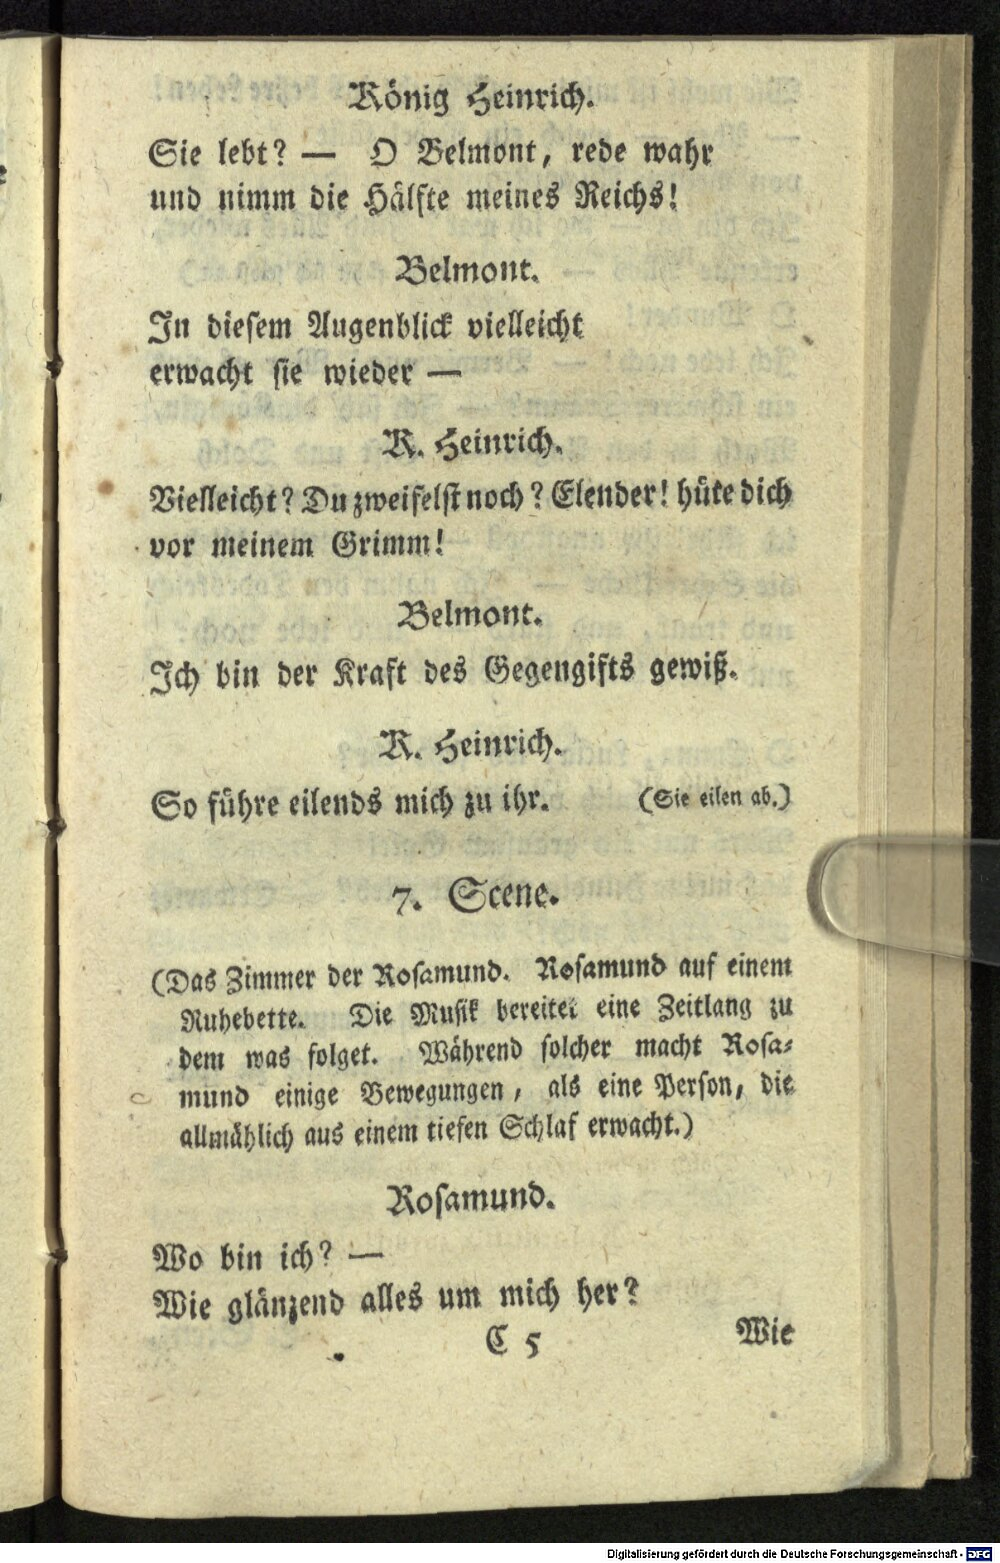 König Heinrich.
Sie lebt? — O Belmont, rede wahr
und nimm die Hälfte meines Reichs!
Belmont.
In diesem Augenblick vielleicht
erwacht sie wieder —
K. Heinrich.
Vielleicht? Du zweifelst noch? Elender! hüte dich
vor meinem Grimm!
Belmont.
Ich bin der Kraft des Gegengifts gewiß.
K. Heinrich.
So führe eilends mich zu ihr. (Sie eilen ab.)
7. Scene.
(Das Zimmer der Rosamund. Rosamund auf einem
Ruhebette. Die Musik bereitet eine Zeitlang zu
dem was folget. Während solcher macht Rosa-
mund einige Bewegungen, als eine Person, die
allmählich aus einem tiefen Schlaf erwacht.)
Rosamund.
Wo bin ich? —
Wie glänzend alles um mich her?
C 5 Wie
Digitalisierung gefördert durch die Deutsche Forschungsgemeinschaft - DFG